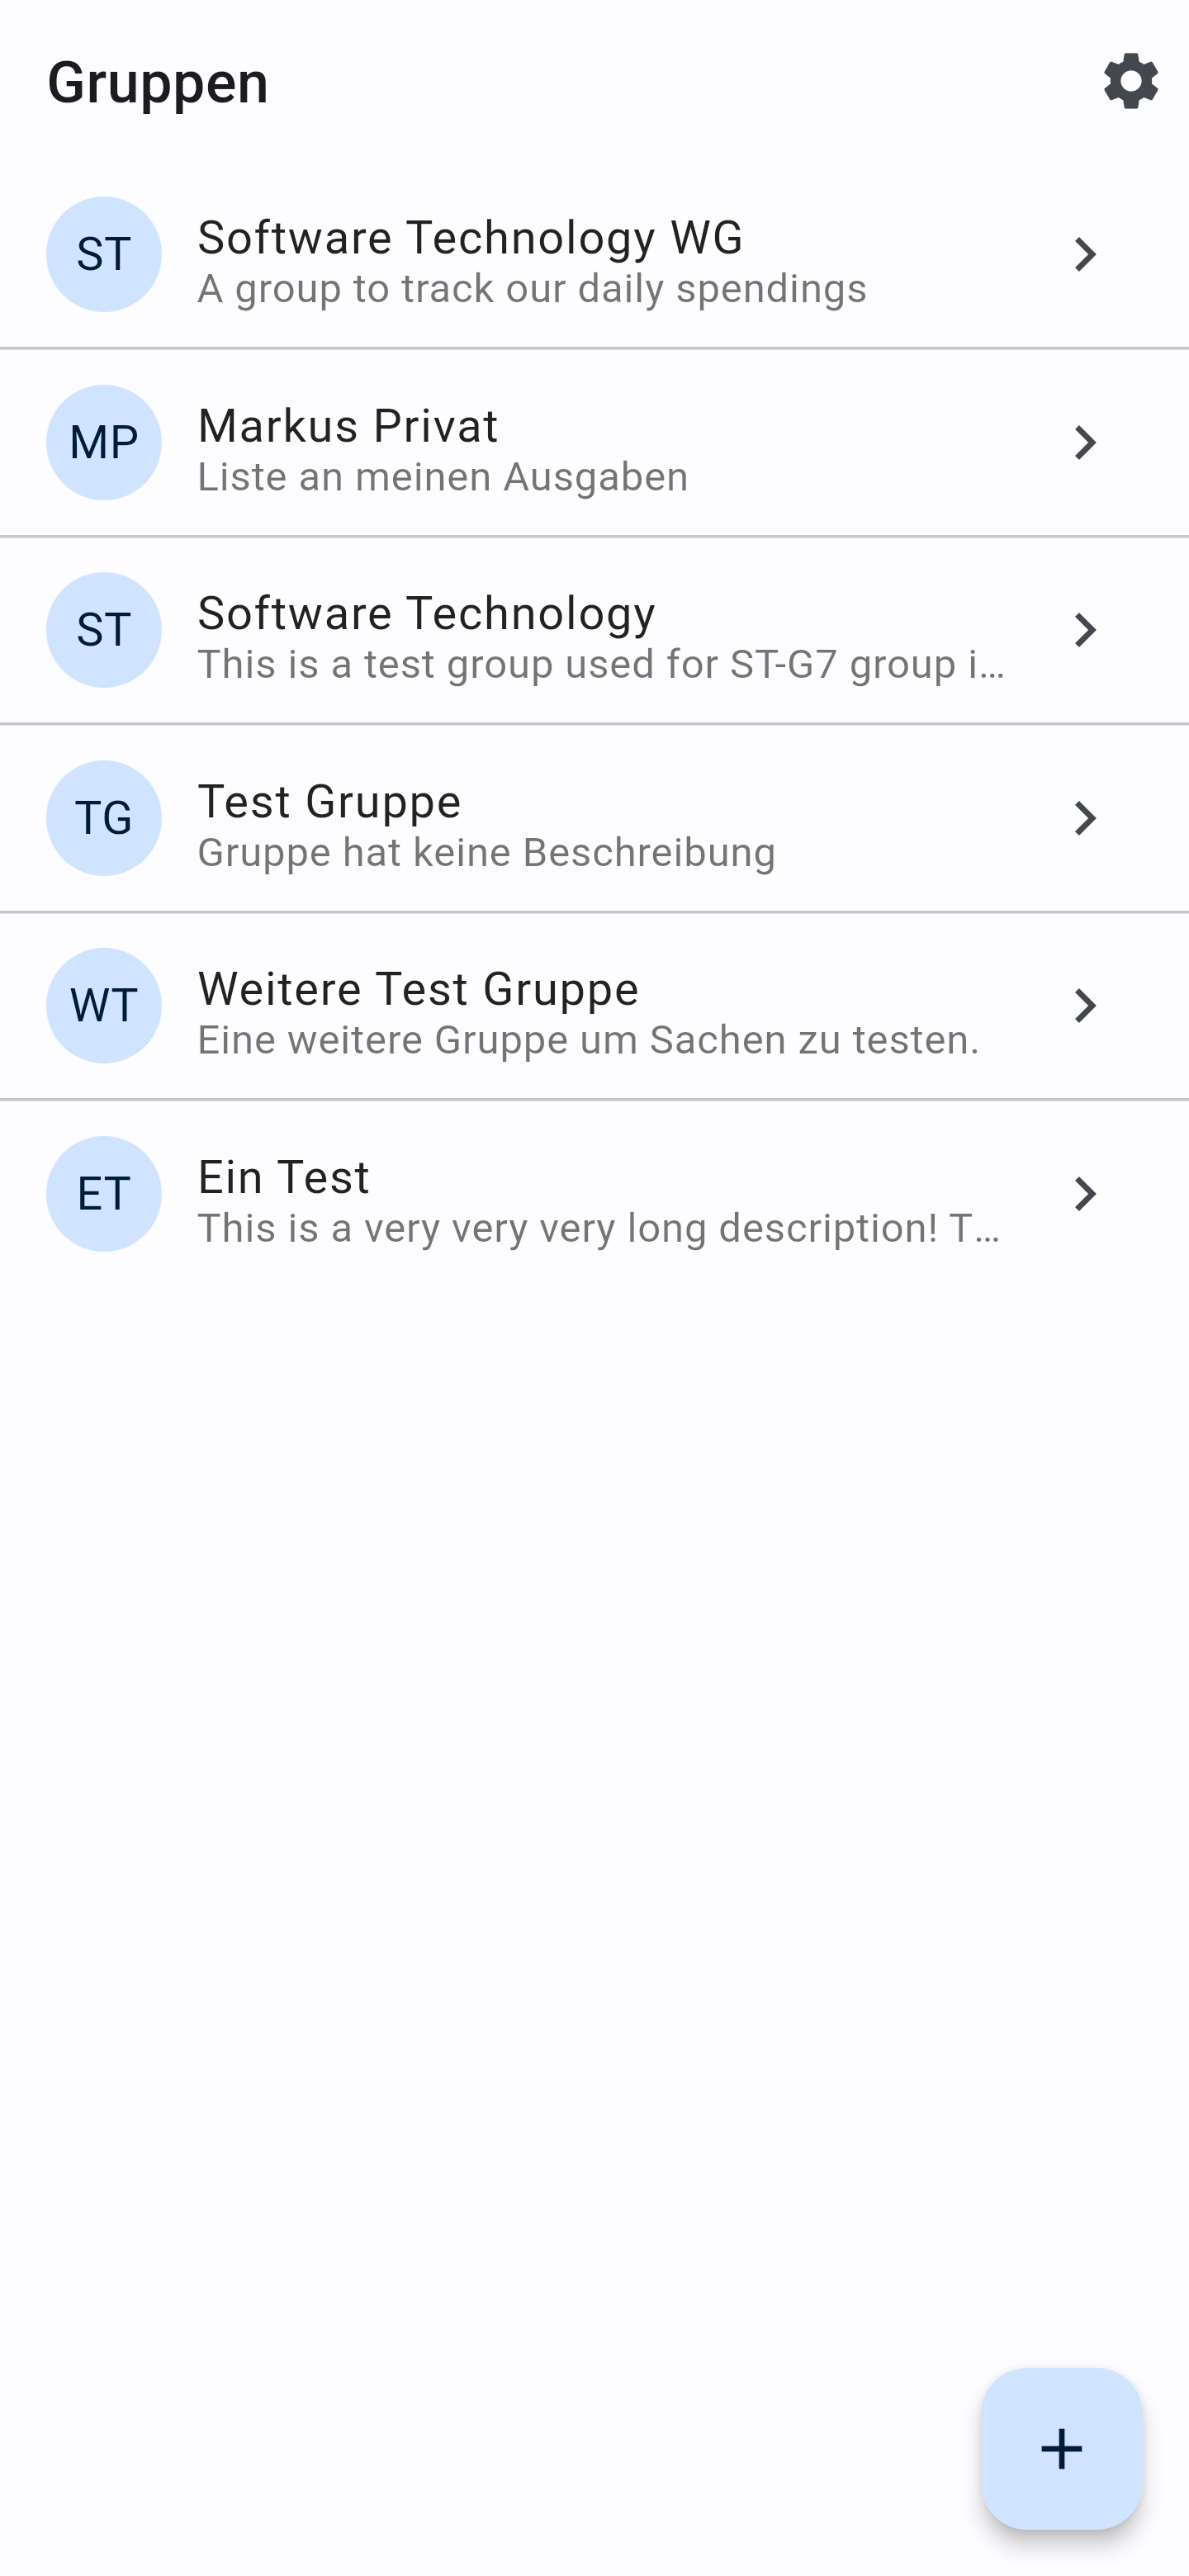 Gruppen
ST
Software Technology WG
A group to track our daily spendings
MP
Markus Privat
Liste an meinen Ausgaben
ST
Software Technology
This is a test group used for ST-G7 group i…
TG
Test Gruppe
Gruppe hat keine Beschreibung
WT
Weitere Test Gruppe
Eine weitere Gruppe um Sachen zu testen.
ET
Ein Test
This is a very very very long description! T…